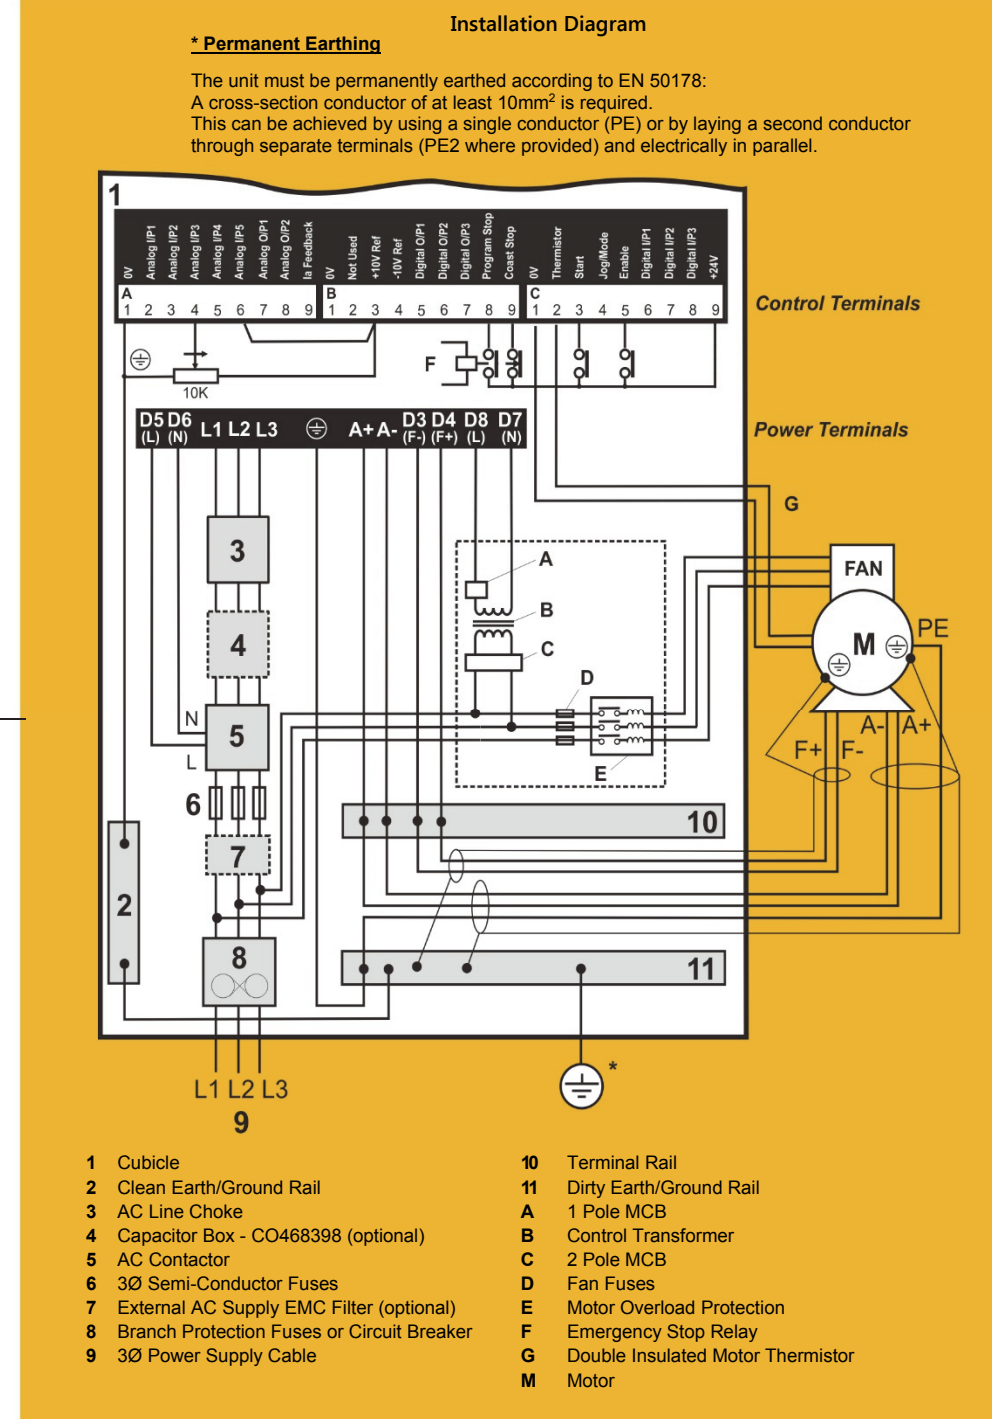 Installation Diagram
* Permanent Earthing
The unit must be permanently earthed according to EN 50178:
A cross-section conductor of at least 10mm² is required.
This can be achieved by using a single conductor (PE) or by laying a second conductor
through separate terminals (PE2 where provided) and electrically in parallel.
1
0V
Analog I/P1
Analog I/P2
Analog I/P3
Analog I/P4
Analog I/P5
Analog O/P1
Analog O/P2
Ia Feedback
0V
Not Used
+10V Ref
-10V Ref
Digital O/P1
Digital O/P2
Digital O/P3
Program Stop
Coast Stop
0V
Thermistor
Start
Jog/Mode
Enable
Digital I/P1
Digital I/P2
Digital I/P3
+24V
A B C
1 2 3 4 5 6 7 8 9 1 2 3 4 5 6 7 8 9 1 2 3 4 5 6 7 8 9
Control Terminals
F
10K
D5 D6 L1 L2 L3 A+ A- D3 D4 D8 D7
(L) (N) (F-) (F+) (L) (N)
Power Terminals
G
3
A
FAN
B
4
C
M
PE
D
N
5
L
A- A+
F+ F-
E
6
10
7
2
8
11
*
L1 L2 L3
9
1 Cubicle
2 Clean Earth/Ground Rail
3 AC Line Choke
4 Capacitor Box - CO468398 (optional)
5 AC Contactor
6 3Ø Semi-Conductor Fuses
7 External AC Supply EMC Filter (optional)
8 Branch Protection Fuses or Circuit Breaker
9 3Ø Power Supply Cable
10 Terminal Rail
11 Dirty Earth/Ground Rail
A 1 Pole MCB
B Control Transformer
C 2 Pole MCB
D Fan Fuses
E Motor Overload Protection
F Emergency Stop Relay
G Double Insulated Motor Thermistor
M Motor